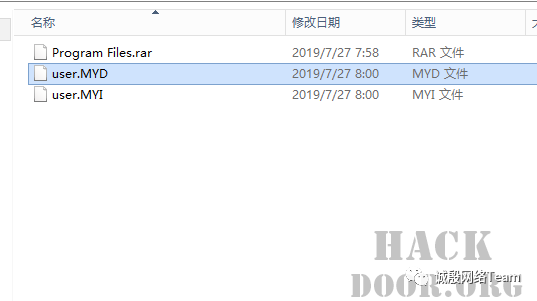 名称 修改日期 类型 大
Program Files.rar 2019/7/27 7:58 RAR 文件
user.MYD 2019/7/27 8:00 MYD 文件
user.MYI 2019/7/27 8:00 MYI 文件
HACK
诚殷网络Team
DOOR.ORG